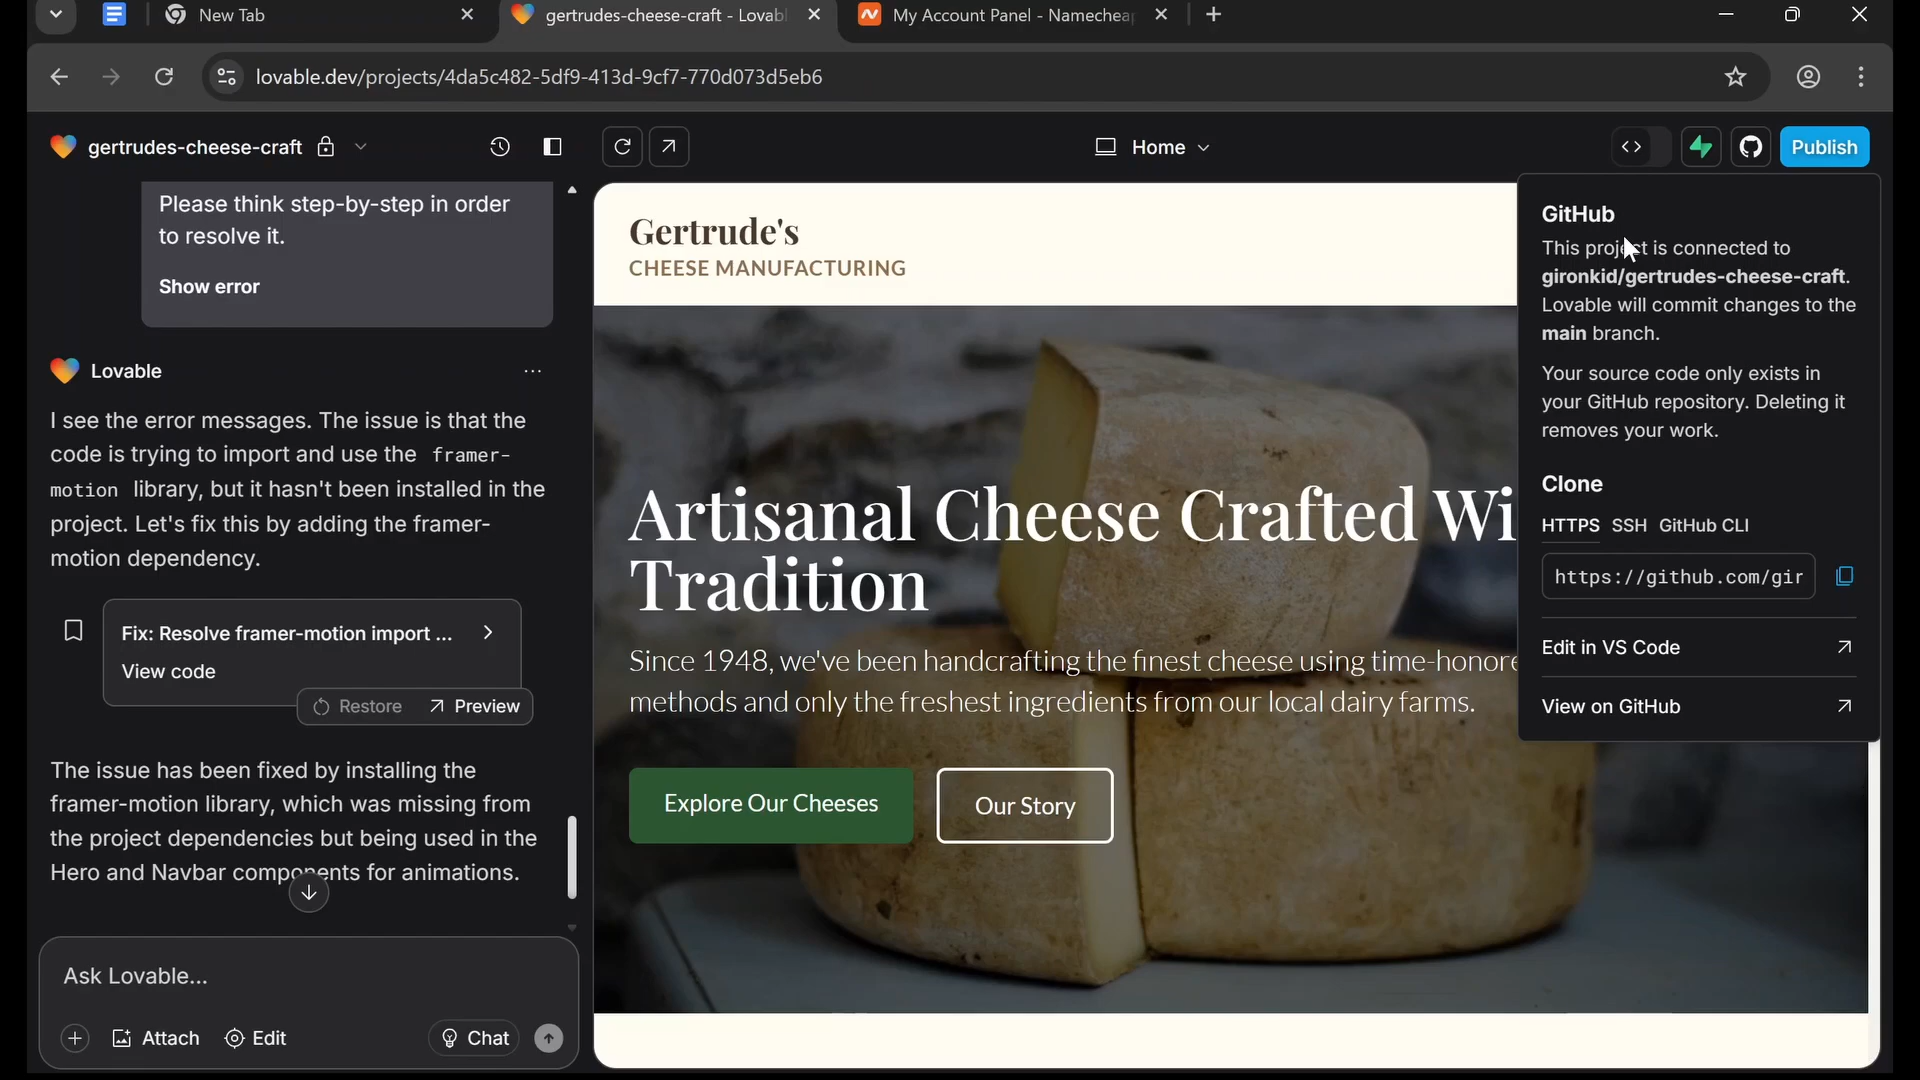 New Tab
gertrudes-cheese-craft - Lovabl
My Account Panel - Namecheap
lovable.dev/projects/4da5c482-5df9-413d-9cf7-770d073d5eb6
gertrudes-cheese-craft
Home
Publish
Please think step-by-step in order
to resolve it.
Show error
Lovable
I see the error messages. The issue is that the
code is trying to import and use the framer-
motion library, but it hasn't been installed in the
project. Let's fix this by adding the framer-
motion dependency.
Fix: Resolve framer-motion import ...
View code
Restore
Preview
The issue has been fixed by installing the
framer-motion library, which was missing from
the project dependencies but being used in the
Hero and Navbar components for animations.
Ask Lovable...
Attach
Edit
Chat
Gertrude's
CHEESE MANUFACTURING
Artisanal Cheese Crafted Wi
Tradition
Since 1948, we've been handcrafting the finest cheese using time-honore
methods and only the freshest ingredients from our local dairy farms.
Explore Our Cheeses
Our Story
GitHub
This project is connected to
gironkid/gertrudes-cheese-craft.
Lovable will commit changes to the
main branch.
Your source code only exists in
your GitHub repository. Deleting it
removes your work.
Clone
HTTPS SSH GitHub CLI
https://github.com/gir
Edit in VS Code
View on GitHub